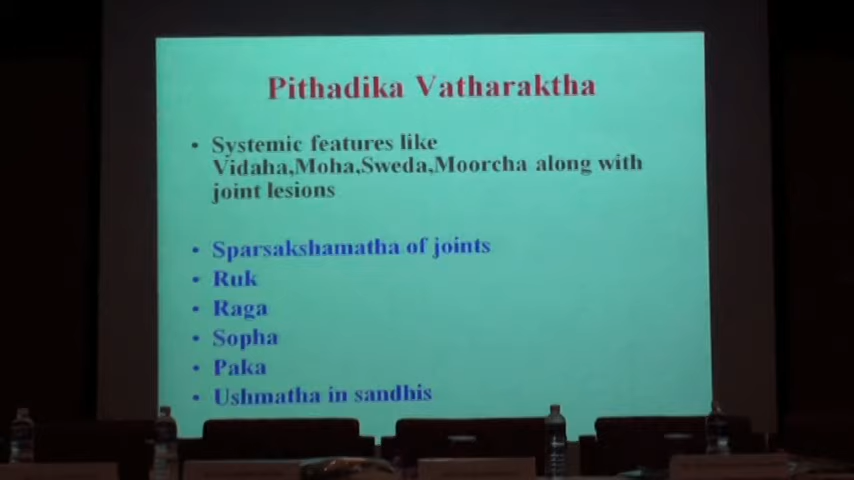 Pithadika Vatharaktha
• Systemic features like
Vidaha,Moha,Sweda,Moorcha along with
joint lesions
• Sparsakshamatha of joints
• Ruk
• Raga
• Sopha
• Paka
• Ushmatha in sandhis